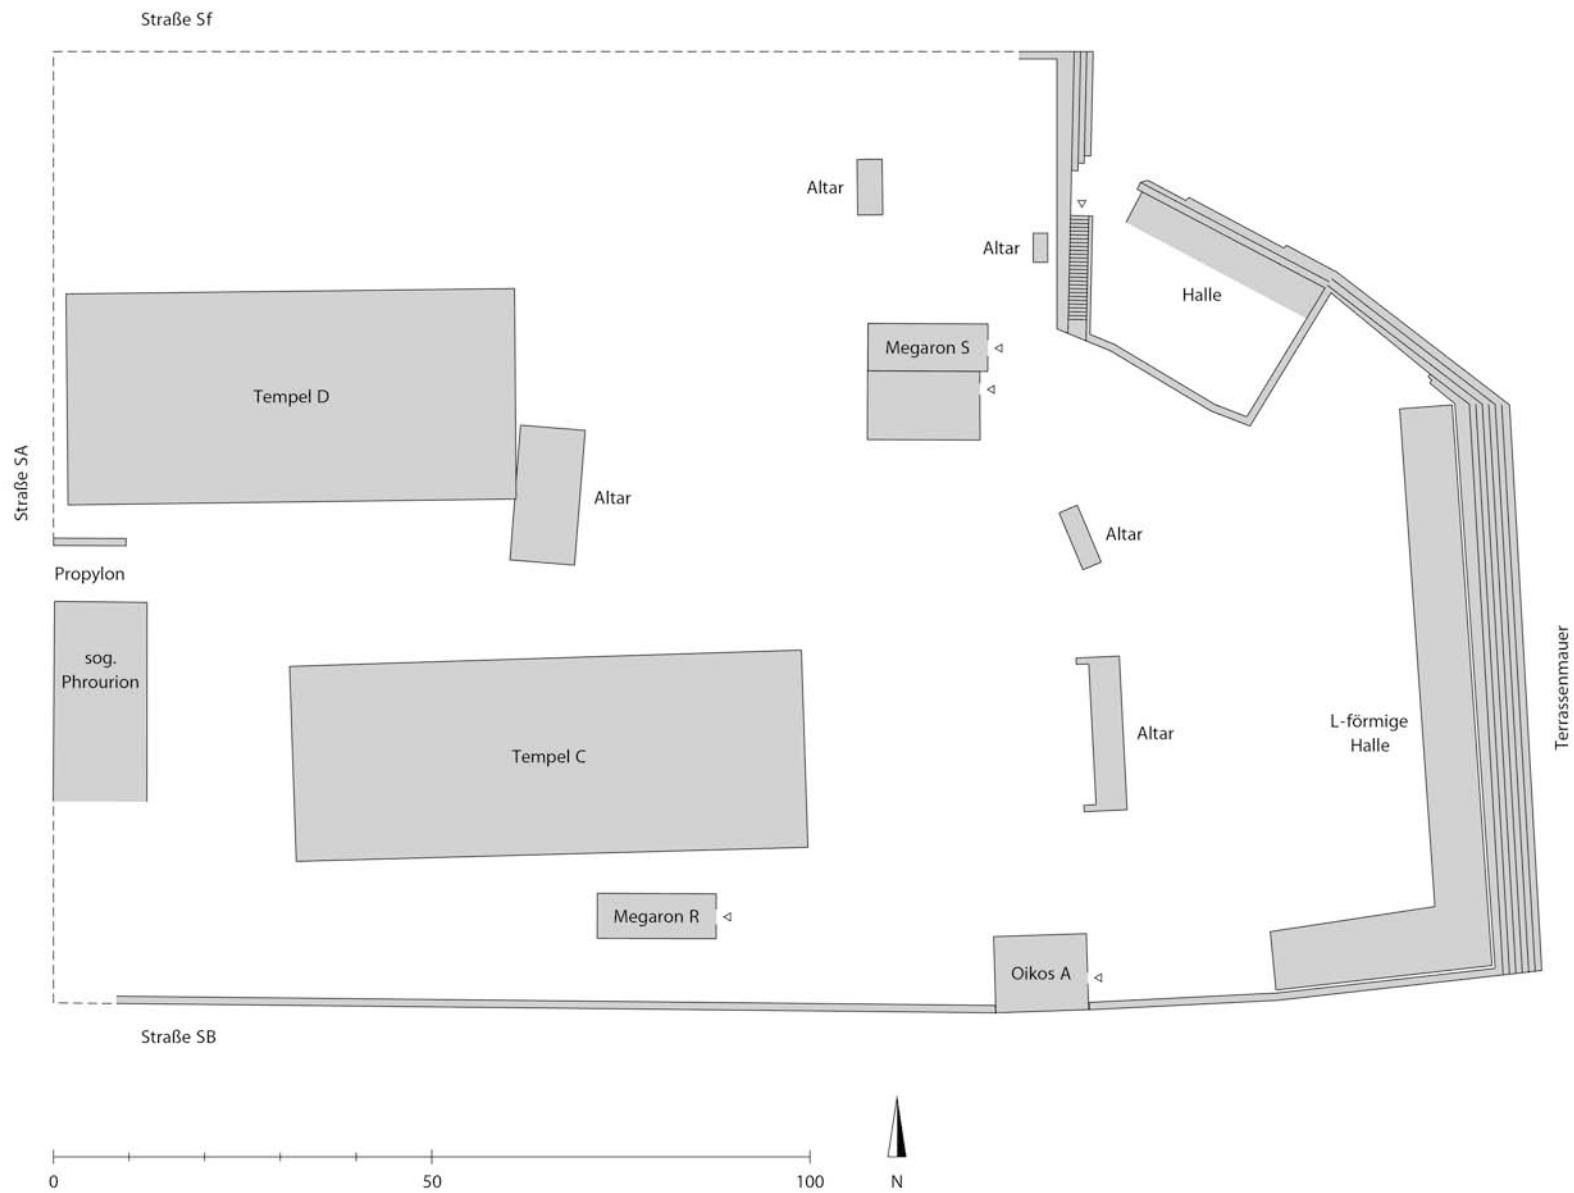 Straße Sf
Altar
Altar
Halle
Megaron S
Tempel D
Straße SA
Altar
Altar
Propylon
sog.
Phrourion
Tempel C
Altar
L-förmige
Halle
Terrassenmauer
Megaron R
Oikos A
Straße SB
0
50
100
N